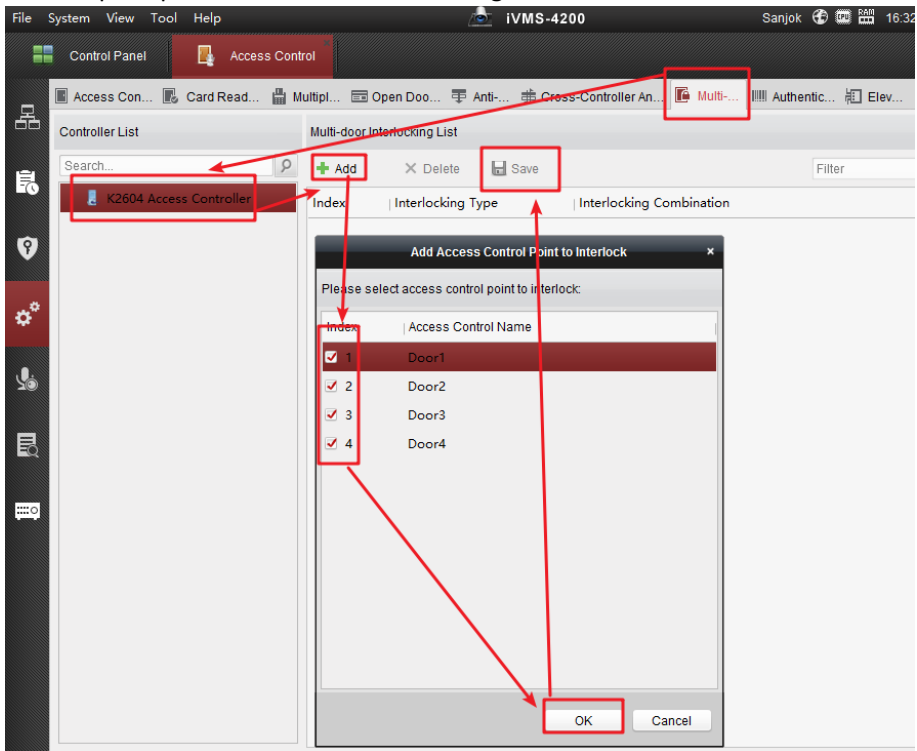 File System View Tool Help iVMS-4200 Sanjok CPU RAM 16:32
Control Panel Access Control
Access Con... Card Read... Multipl... Open Doo... Anti-... Cross-Controller An... Multi-... Authentic... Elev...
Controller List Multi-door Interlocking List
Search... Add Delete Save Filter
K2604 Access Controller Index Interlocking Type Interlocking Combination
Add Access Control Point to Interlock ×
Please select access control point to interlock:
Index Access Control Name
1 Door1
2 Door2
3 Door3
4 Door4
OK Cancel